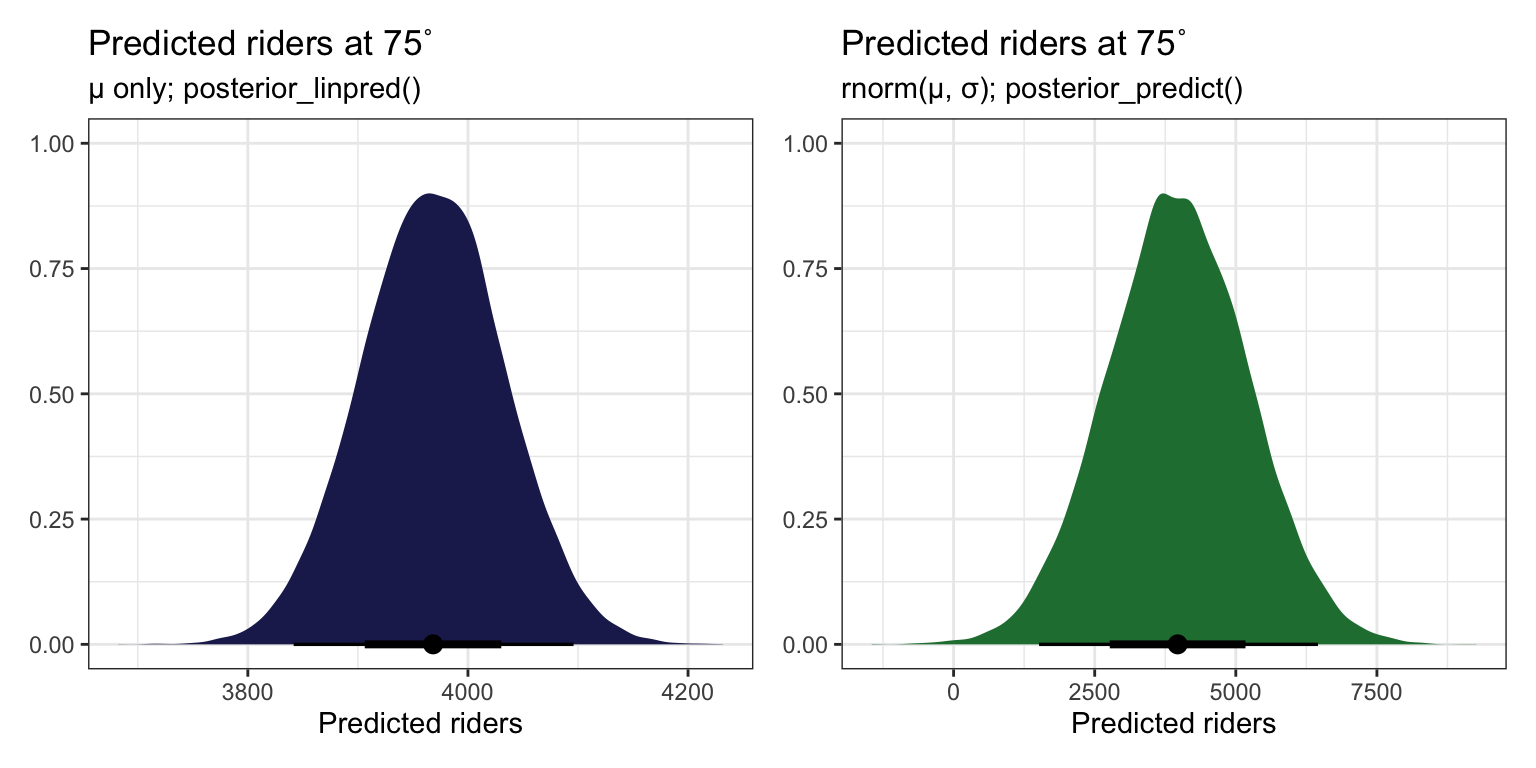 Predicted riders at 75˚
μ only; posterior_linpred()
1.00
0.75
0.50
0.25
0.00
3800 4000 4200
Predicted riders
Predicted riders at 75˚
rnorm(μ, σ); posterior_predict()
1.00
0.75
0.50
0.25
0.00
0 2500 5000 7500
Predicted riders